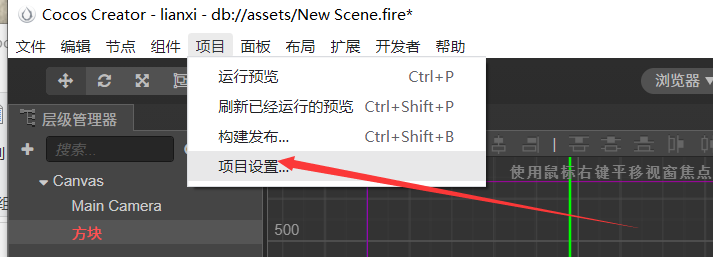 Cocos Creator - lianxi - db://assets/New Scene.fire*
文件 编辑 节点 组件 项目 面板 布局 扩展 开发者 帮助
运行预览 Ctrl+P
刷新已经运行的预览 Ctrl+Shift+P
构建发布... Ctrl+Shift+B
项目设置...
浏览器
层级管理器
搜索...
使用鼠标右键平移视窗焦点
Canvas
Main Camera
方块
500